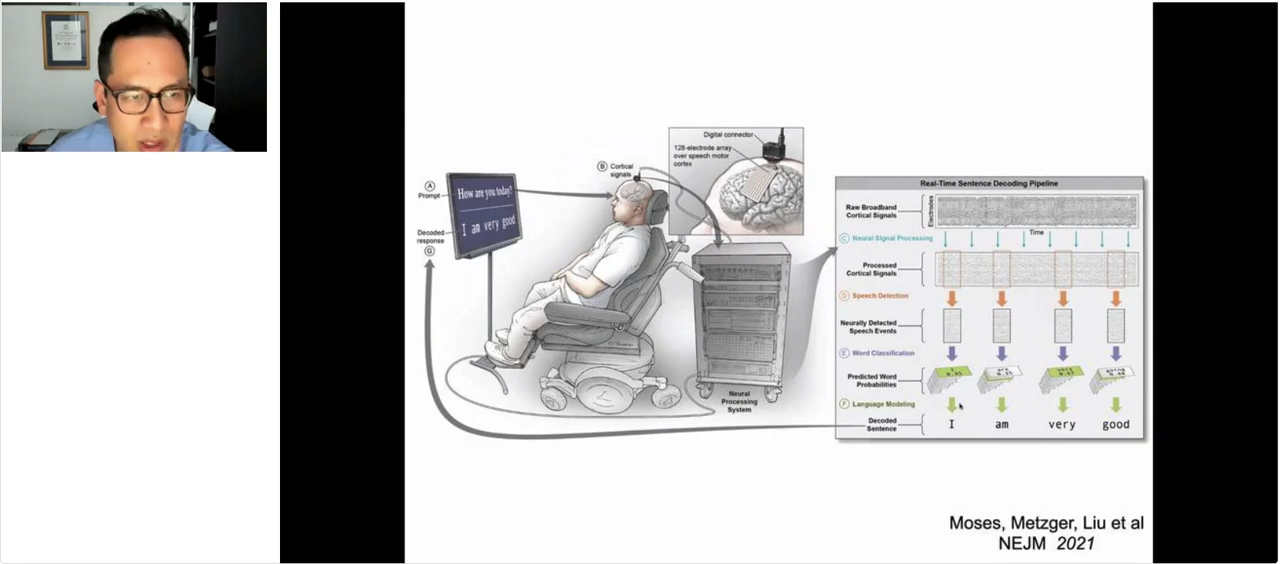 Digital connector
128-electrode array
over speech motor
cortex
B Cortical
signals
A
Prompt
How are you today?
I am very good
Decoded
response
G
Neural
Processing
System
Real-Time Sentence Decoding Pipeline
Raw Broadband
Cortical Signals
Electrodes
Time
C Neural Signal Processing
Processed
Cortical Signals
D Speech Detection
Neurally Detected
Speech Events
E Word Classification
Predicted Word
Probabilities
F Language Modeling
Decoded
Sentence
I am very good
Moses, Metzger, Liu et al
NEJM 2021